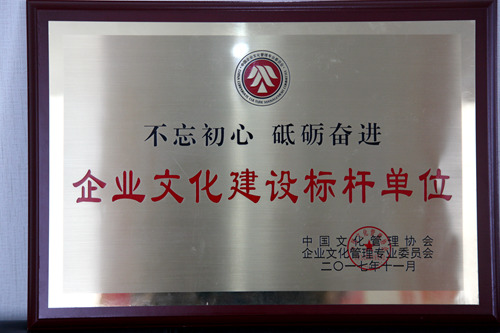 不忘初心 砥砺奋进
企业文化建设标杆单位
中国文化管理协会
企业文化管理专业委员会
二〇一七年十一月